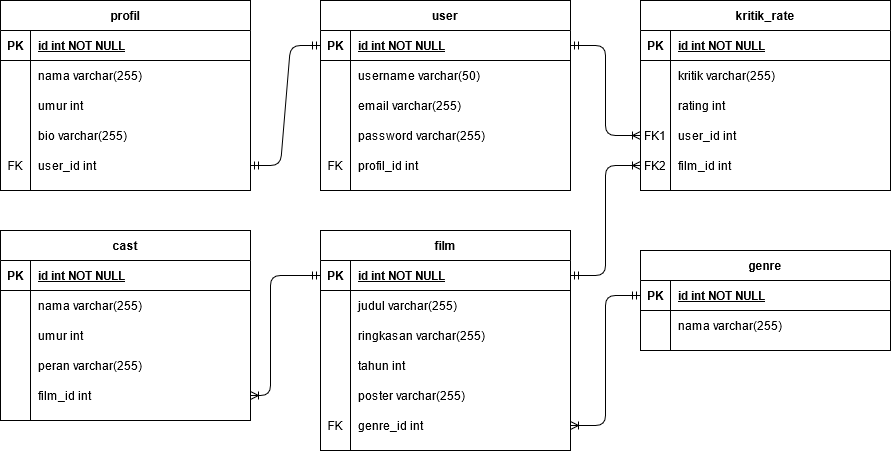 profil
PK id int NOT NULL
nama varchar(255)
umur int
bio varchar(255)
FK user_id int
user
PK id int NOT NULL
username varchar(50)
email varchar(255)
password varchar(255)
FK profil_id int
kritik_rate
PK id int NOT NULL
kritik varchar(255)
rating int
FK1 user_id int
FK2 film_id int
cast
PK id int NOT NULL
nama varchar(255)
umur int
peran varchar(255)
film_id int
film
PK id int NOT NULL
judul varchar(255)
ringkasan varchar(255)
tahun int
poster varchar(255)
FK genre_id int
genre
PK id int NOT NULL
nama varchar(255)